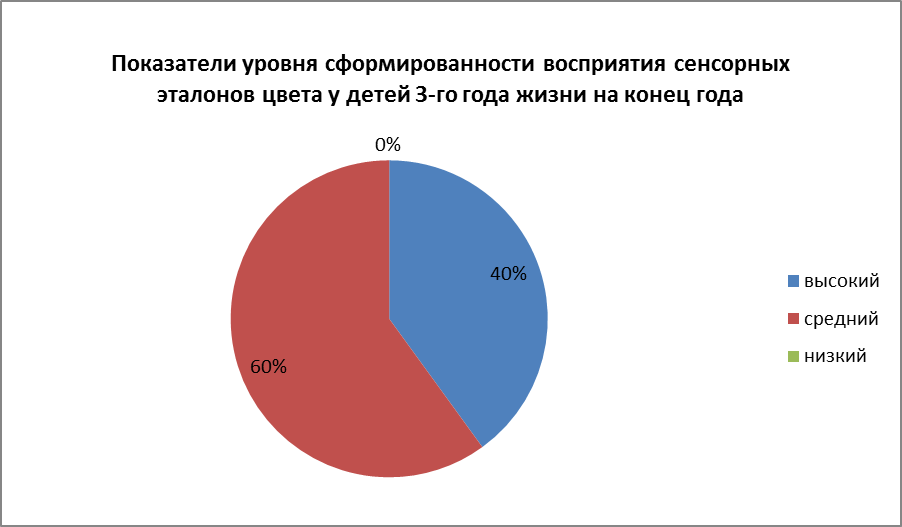 Показатели уровня сформированности восприятия сенсорных
эталонов цвета у детей 3-го года жизни на конец года
0%
40%
60%
высокий
средний
низкий